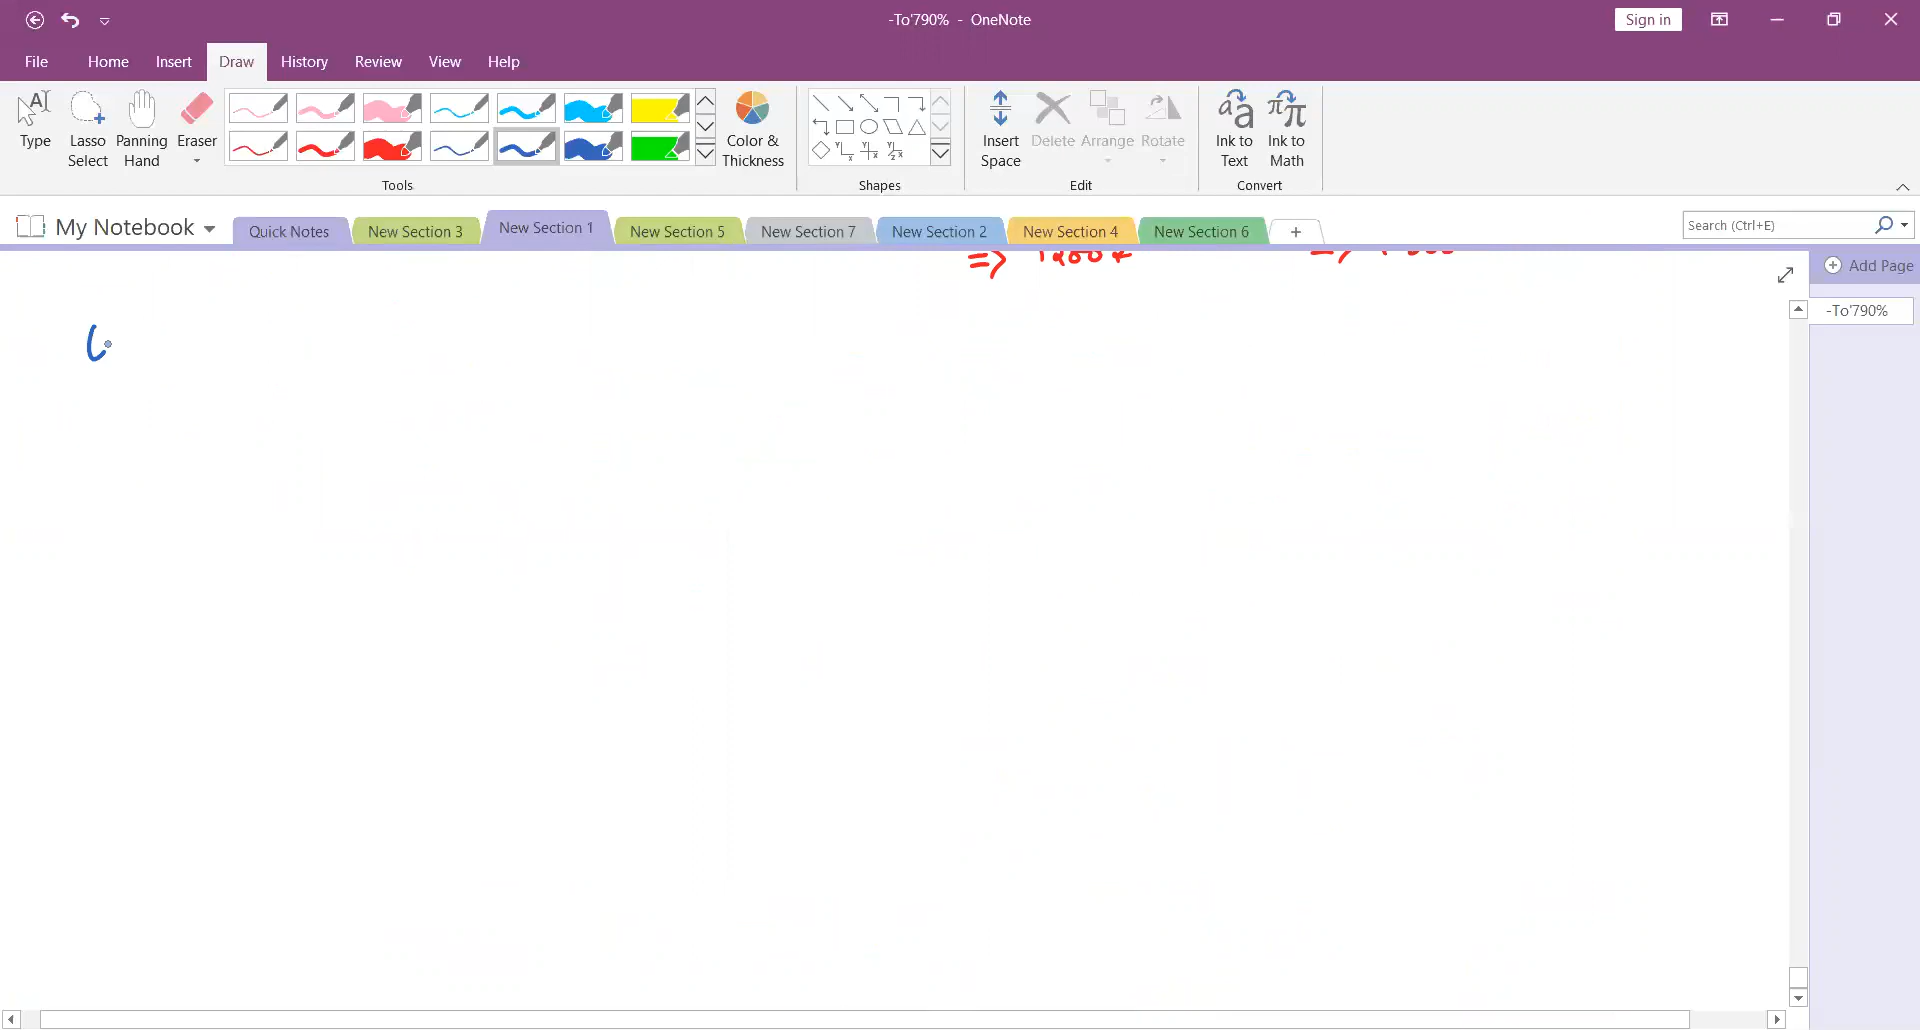 -To'790% - OneNote
Sign in
File Home Insert Draw History Review View Help
Type
Lasso Select
Panning Hand
Eraser
Color & Thickness
Insert Space
Delete
Arrange
Rotate
Ink to Text
Ink to Math
Tools
Shapes
Edit
Convert
My Notebook
Quick Notes
New Section 3
New Section 1
New Section 5
New Section 7
New Section 2
New Section 4
New Section 6
Search (Ctrl+E)
Add Page
-To'790%
=>